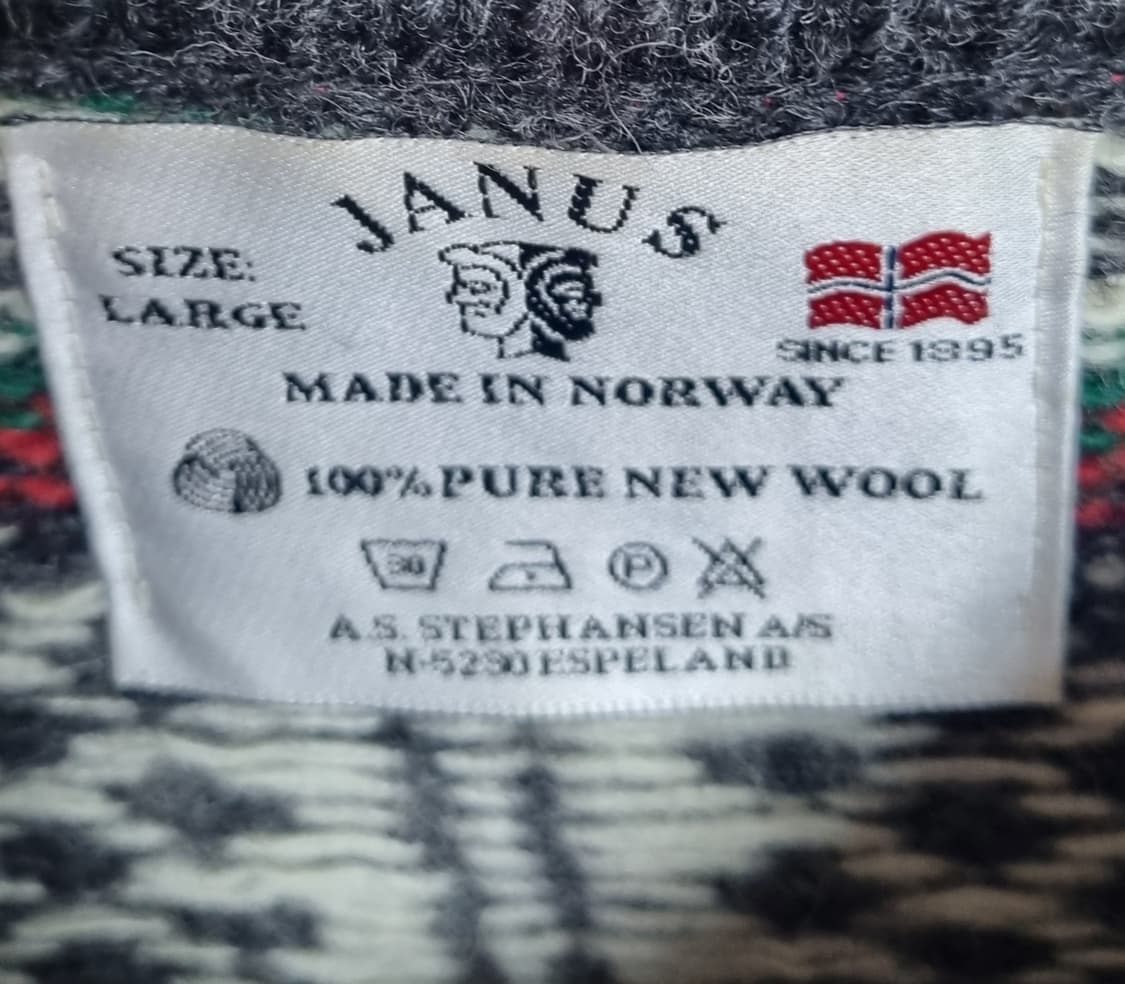 JANUS
SIZE:
LARGE
SINCE 1895
MADE IN NORWAY
100% PURE NEW WOOL
30
P
A.S. STEPHANSEN A/S
N-5290 ESPELAND